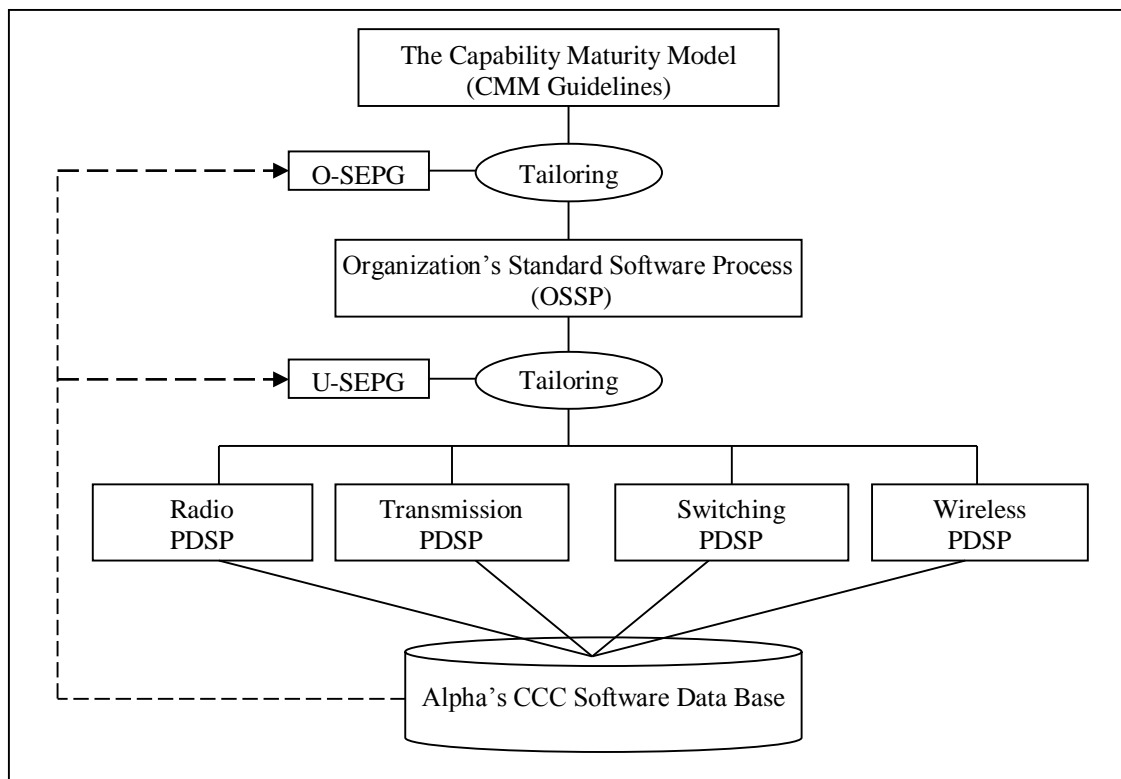 The Capability Maturity Model
(CMM Guidelines)
O-SEPG
Tailoring
Organization’s Standard Software Process
(OSSP)
U-SEPG
Tailoring
Radio
PDSP
Transmission
PDSP
Switching
PDSP
Wireless
PDSP
Alpha’s CCC Software Data Base